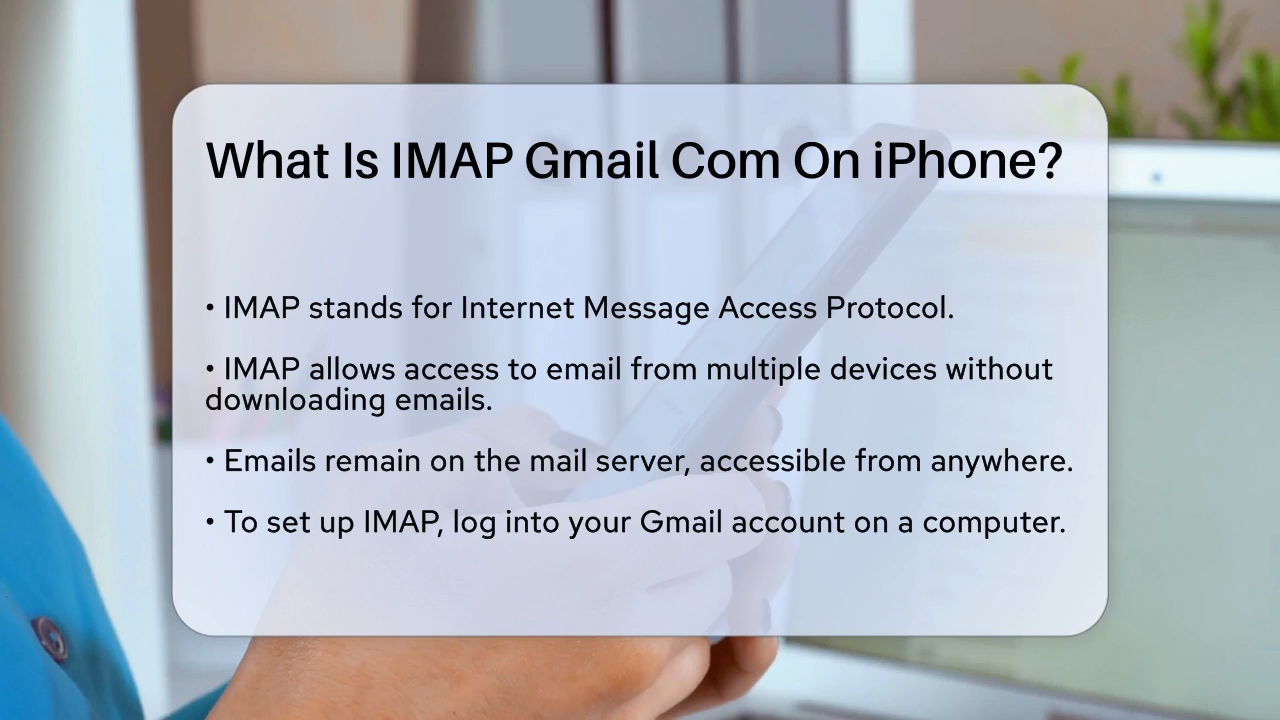 What Is IMAP Gmail Com On iPhone?
• IMAP stands for Internet Message Access Protocol.
• IMAP allows access to email from multiple devices without
downloading emails.
• Emails remain on the mail server, accessible from anywhere.
• To set up IMAP, log into your Gmail account on a computer.